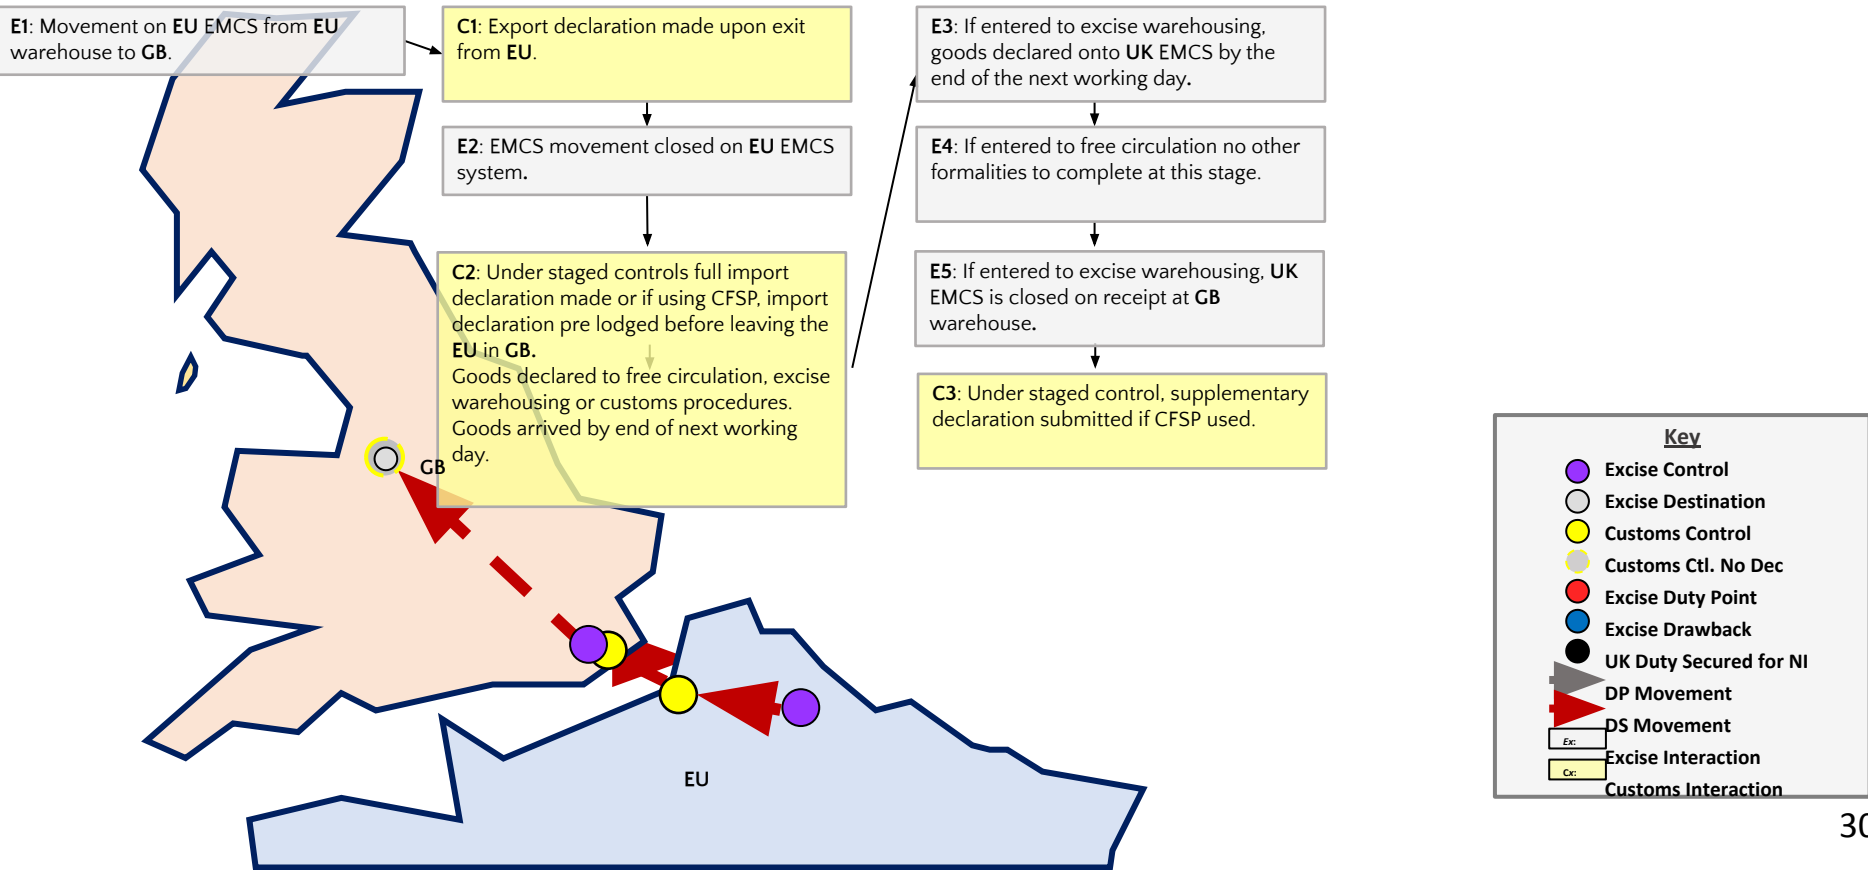 E1: Movement on EU EMCS from EU
warehouse to GB.
C1: Export declaration made upon exit
from EU.
E2: EMCS movement closed on EU EMCS
system.
C2: Under staged controls full import
declaration made or if using CFSP, import
declaration pre lodged before leaving the
EU in GB.
Goods declared to free circulation, excise
warehousing or customs procedures.
Goods arrived by end of next working
day.
E3: If entered to excise warehousing,
goods declared onto UK EMCS by the
end of the next working day.
E4: If entered to free circulation no other
formalities to complete at this stage.
E5: If entered to excise warehousing, UK
EMCS is closed on receipt at GB
warehouse.
C3: Under staged control, supplementary
declaration submitted if CFSP used.
GB
EU
Key
Excise Control
Excise Destination
Customs Control
Customs Ctl. No Dec
Excise Duty Point
Excise Drawback
UK Duty Secured for NI
DP Movement
DS Movement
Ex:
Excise Interaction
Cx:
Customs Interaction
30